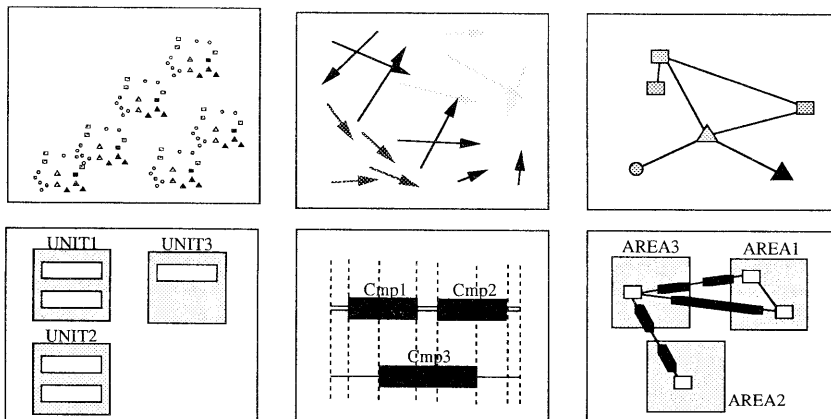 UNIT1
UNIT3
UNIT2
Cmp1
Cmp2
Cmp3
AREA3
AREA1
AREA2